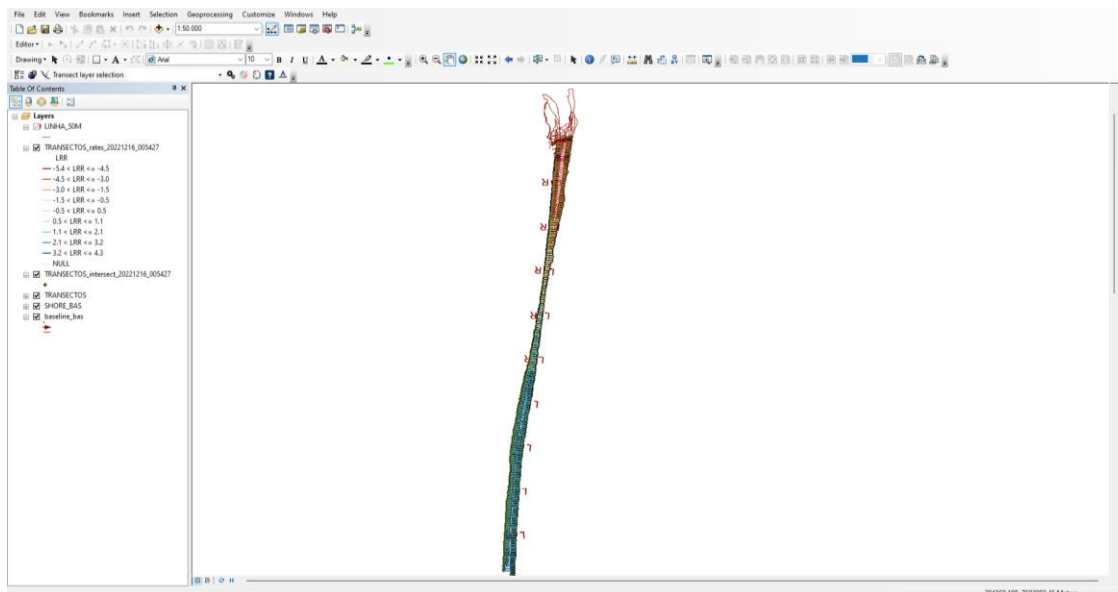 File Edit View Bookmarks Insert Selection Geoprocessing Customize Windows Help
1:50.000
Editor
Drawing A Arial 10 B I U A
Transect layer selection
Table Of Contents
Layers
LINHA_50M
TRANSECTOS_rates_20221216_005427
LRR
-5.4 < LRR <= -4.5
-4.5 < LRR <= -3.0
-3.0 < LRR <= -1.5
-1.5 < LRR <= -0.5
-0.5 < LRR <= 0.5
0.5 < LRR <= 1.1
1.1 < LRR <= 2.1
2.1 < LRR <= 3.2
3.2 < LRR <= 4.3
NULL
TRANSECTOS_intersect_20221216_005427
TRANSECTOS
SHORE_BAS
baseline_bas
R
R
R L
R L
R L
L
L
L
L